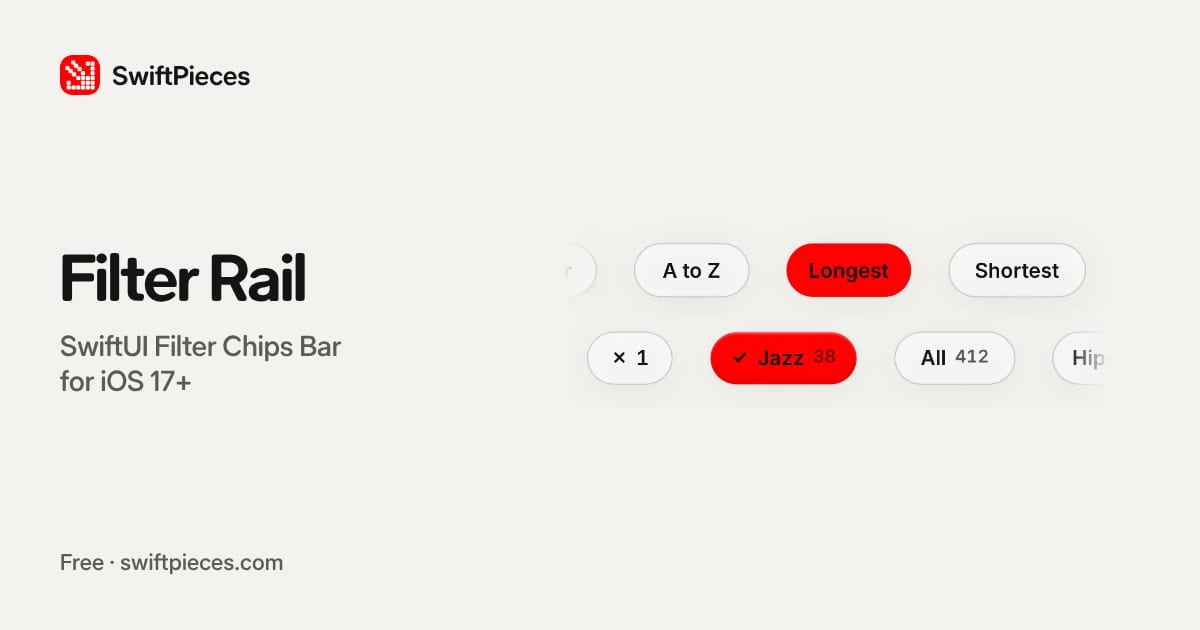 SwiftPieces
Filter Rail
SwiftUI Filter Chips Bar
for iOS 17+
r A to Z Longest Shortest
× 1 ✓ Jazz 38 All 412 Hip
Free · swiftpieces.com